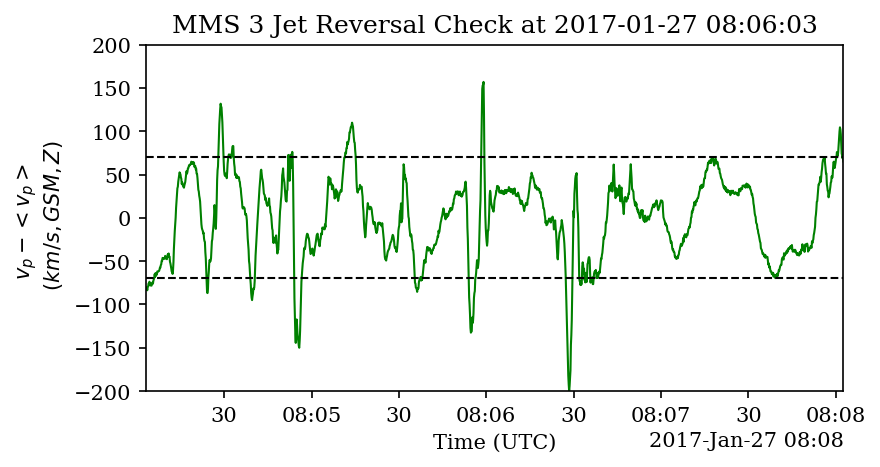 MMS 3 Jet Reversal Check at 2017-01-27 08:06:03
v_p − < v_p >
(km/s, GSM, Z)
200
150
100
50
0
−50
−100
−150
−200
30 08:05 30 08:06 30 08:07 30 08:08
Time (UTC) 2017-Jan-27 08:08